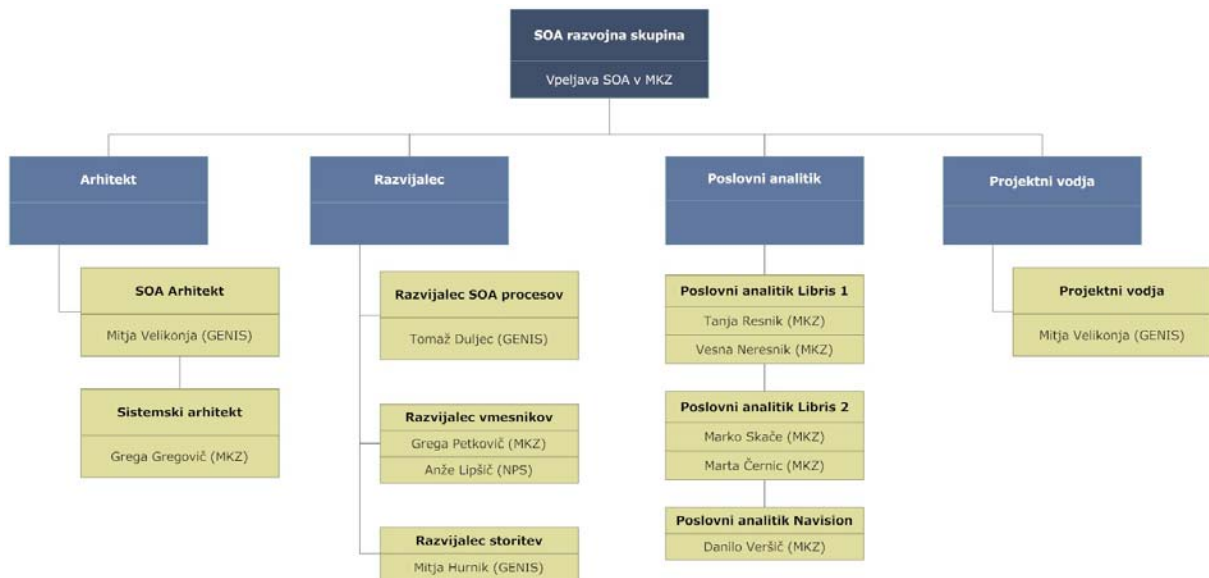 SOA razvojna skupina
Vpeljava SOA v MKZ
Arhitekt
Razvijalec
Poslovni analitik
Projektni vodja
SOA Arhitekt
Mitja Velikonja (GENIS)
Sistemski arhitekt
Grega Gregovič (MKZ)
Razvijalec SOA procesov
Tomaž Duljec (GENIS)
Razvijalec vmesnikov
Grega Petkovič (MKZ)
Anže Lipšič (NPS)
Razvijalec storitev
Mitja Hurnik (GENIS)
Poslovni analitik Libris 1
Tanja Resnik (MKZ)
Vesna Neresnik (MKZ)
Poslovni analitik Libris 2
Marko Skače (MKZ)
Marta Černic (MKZ)
Poslovni analitik Navision
Danilo Veršič (MKZ)
Projektni vodja
Mitja Velikonja (GENIS)